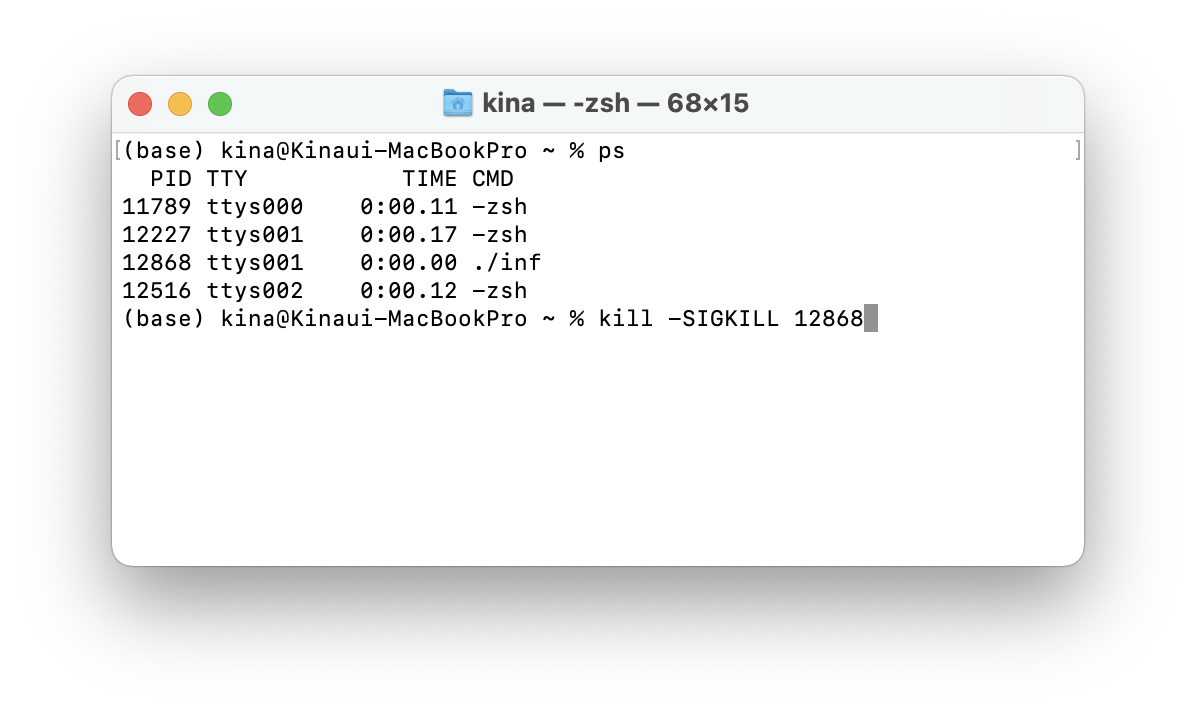 kina — -zsh — 68×15
(base) kina@Kinaui-MacBookPro ~ % ps
  PID TTY           TIME CMD
11789 ttys000    0:00.11 -zsh
12227 ttys001    0:00.17 -zsh
12868 ttys001    0:00.00 ./inf
12516 ttys002    0:00.12 -zsh
(base) kina@Kinaui-MacBookPro ~ % kill -SIGKILL 12868